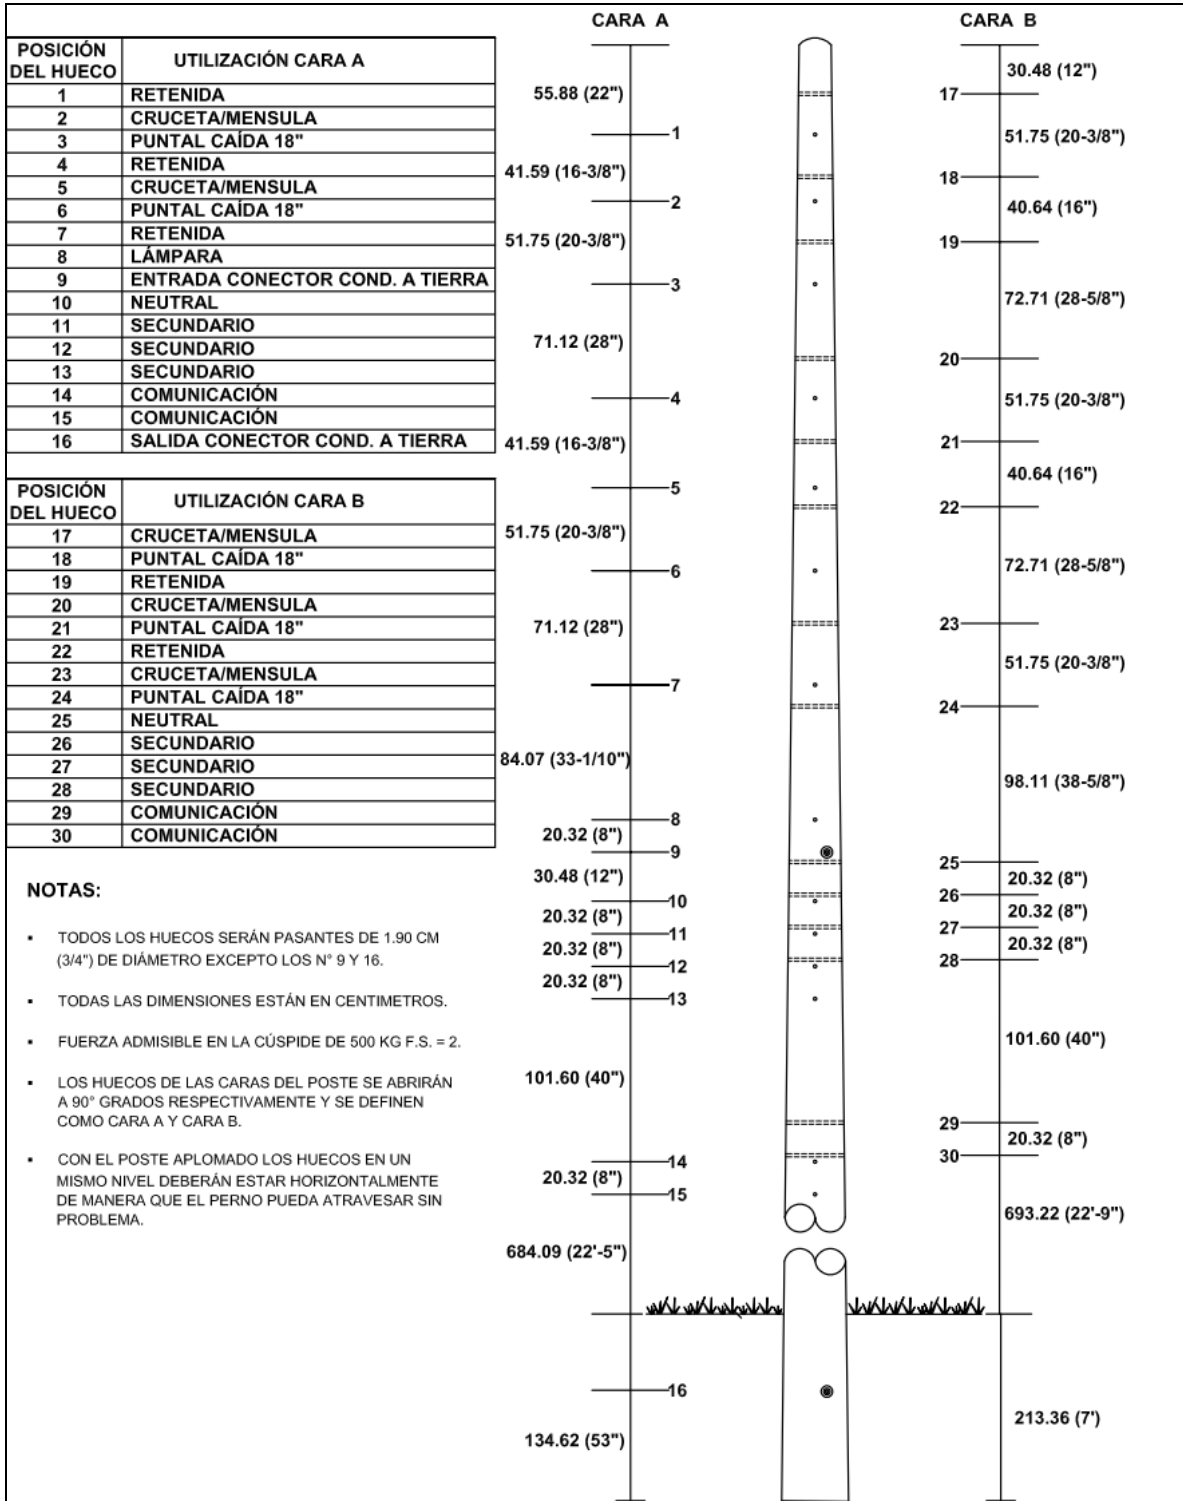 CARA A
CARA B
POSICIÓN DEL HUECO UTILIZACIÓN CARA A
1 RETENIDA
2 CRUCETA/MENSULA
3 PUNTAL CAÍDA 18"
4 RETENIDA
5 CRUCETA/MENSULA
6 PUNTAL CAÍDA 18"
7 RETENIDA
8 LÁMPARA
9 ENTRADA CONECTOR COND. A TIERRA
10 NEUTRAL
11 SECUNDARIO
12 SECUNDARIO
13 SECUNDARIO
14 COMUNICACIÓN
15 COMUNICACIÓN
16 SALIDA CONECTOR COND. A TIERRA
POSICIÓN DEL HUECO UTILIZACIÓN CARA B
17 CRUCETA/MENSULA
18 PUNTAL CAÍDA 18"
19 RETENIDA
20 CRUCETA/MENSULA
21 PUNTAL CAÍDA 18"
22 RETENIDA
23 CRUCETA/MENSULA
24 PUNTAL CAÍDA 18"
25 NEUTRAL
26 SECUNDARIO
27 SECUNDARIO
28 SECUNDARIO
29 COMUNICACIÓN
30 COMUNICACIÓN
NOTAS:
▪ TODOS LOS HUECOS SERÁN PASANTES DE 1.90 CM
(3/4") DE DIÁMETRO EXCEPTO LOS N° 9 Y 16.
▪ TODAS LAS DIMENSIONES ESTÁN EN CENTIMETROS.
▪ FUERZA ADMISIBLE EN LA CÚSPIDE DE 500 KG F.S. = 2.
▪ LOS HUECOS DE LAS CARAS DEL POSTE SE ABRIRÁN
A 90° GRADOS RESPECTIVAMENTE Y SE DEFINEN
COMO CARA A Y CARA B.
▪ CON EL POSTE APLOMADO LOS HUECOS EN UN
MISMO NIVEL DEBERÁN ESTAR HORIZONTALMENTE
DE MANERA QUE EL PERNO PUEDA ATRAVESAR SIN
PROBLEMA.
55.88 (22")
1
41.59 (16-3/8")
2
51.75 (20-3/8")
3
71.12 (28")
4
41.59 (16-3/8")
5
51.75 (20-3/8")
6
71.12 (28")
7
84.07 (33-1/10")
8
20.32 (8")
9
30.48 (12")
10
20.32 (8")
11
20.32 (8")
12
20.32 (8")
13
101.60 (40")
14
20.32 (8")
15
684.09 (22'-5")
16
134.62 (53")
30.48 (12")
17
51.75 (20-3/8")
18
40.64 (16")
19
72.71 (28-5/8")
20
51.75 (20-3/8")
21
40.64 (16")
22
72.71 (28-5/8")
23
51.75 (20-3/8")
24
98.11 (38-5/8")
25
20.32 (8")
26
20.32 (8")
27
20.32 (8")
28
101.60 (40")
29
20.32 (8")
30
693.22 (22'-9")
213.36 (7')